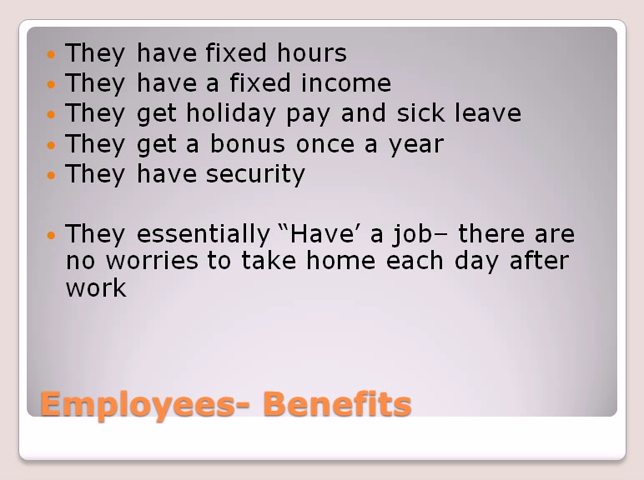 They have fixed hours
They have a fixed income
They get holiday pay and sick leave
They get a bonus once a year
They have security
They essentially “Have’ a job– there are
no worries to take home each day after
work
Employees- Benefits